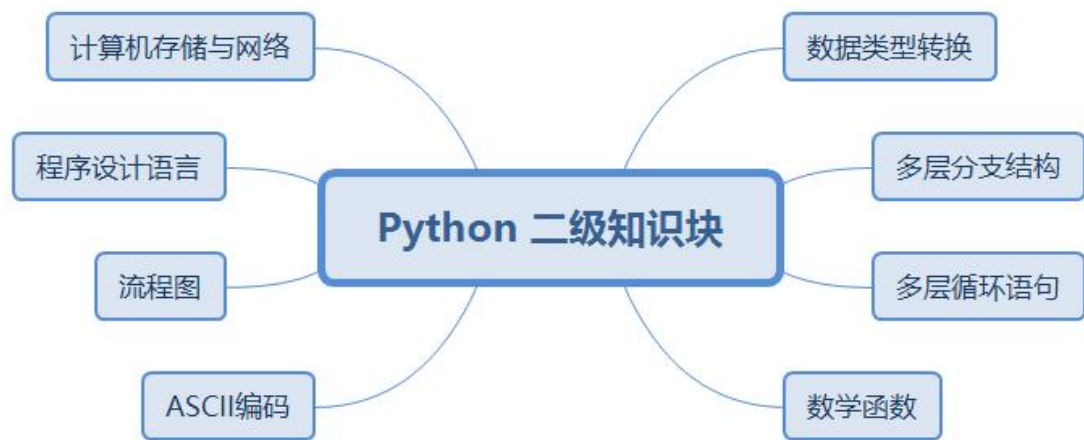 计算机存储与网络
数据类型转换
程序设计语言
多层分支结构
Python 二级知识块
流程图
多层循环语句
ASCII编码
数学函数